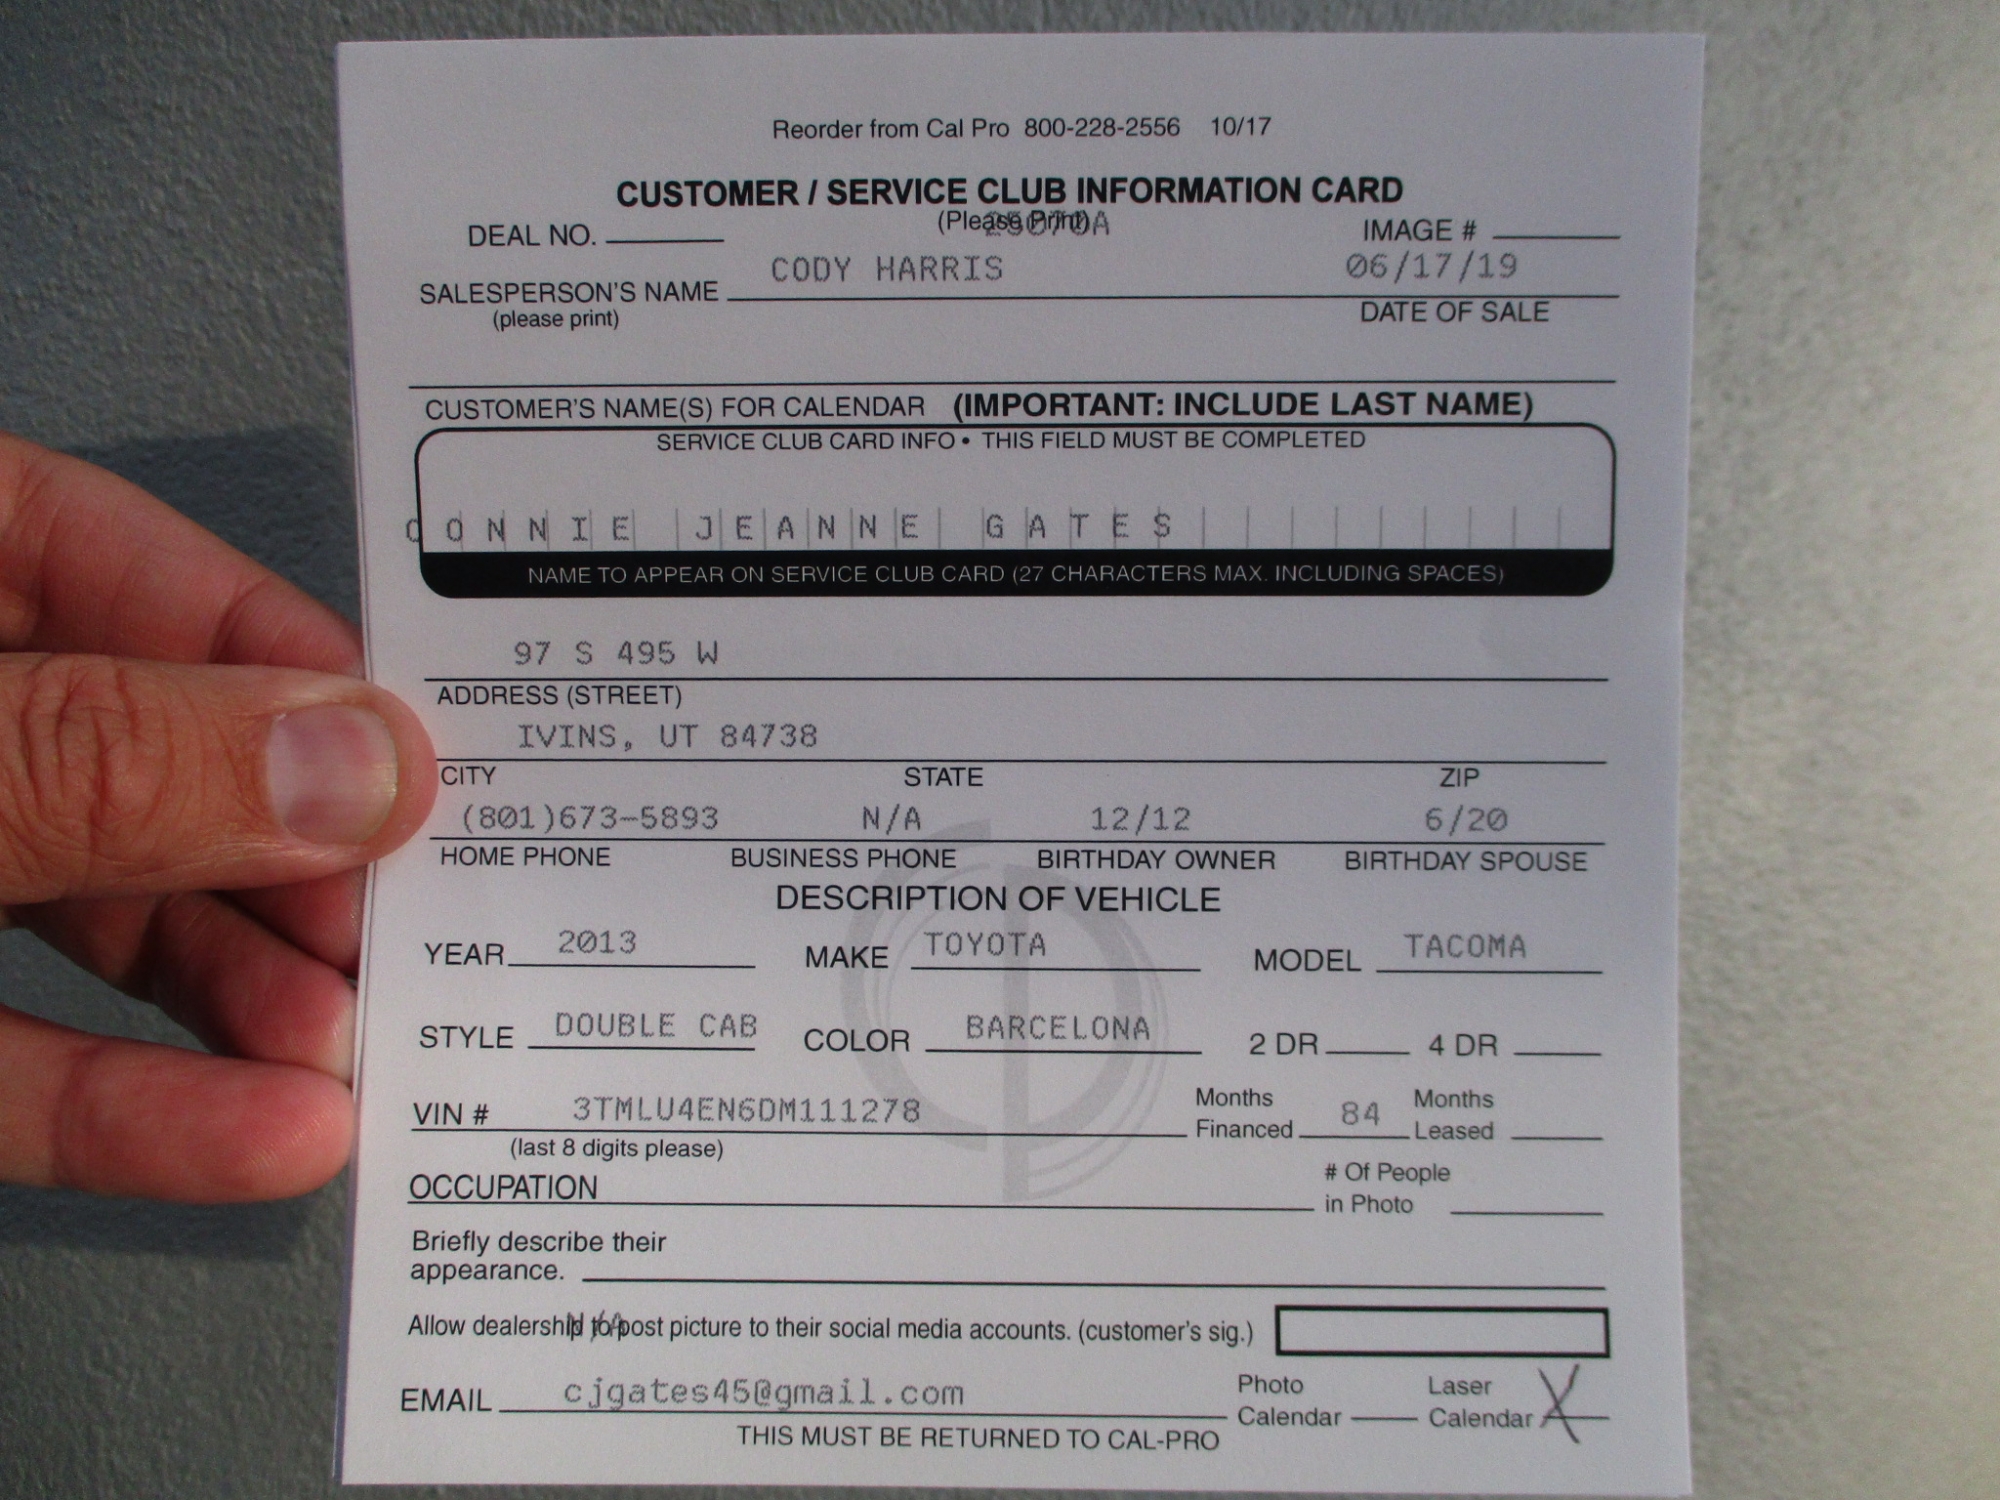 Reorder from Cal Pro 800-228-2556 10/17
CUSTOMER / SERVICE CLUB INFORMATION CARD
(Please Print)
DEAL NO. IMAGE #
CODY HARRIS 06/17/19
SALESPERSON'S NAME DATE OF SALE
(please print)
CUSTOMER'S NAME(S) FOR CALENDAR (IMPORTANT: INCLUDE LAST NAME)
SERVICE CLUB CARD INFO • THIS FIELD MUST BE COMPLETED
CONNIE JEANNE GATES
NAME TO APPEAR ON SERVICE CLUB CARD (27 CHARACTERS MAX. INCLUDING SPACES)
97 S 495 W
ADDRESS (STREET)
IVINS, UT 84738
CITY STATE ZIP
(801)673-5893 N/A 12/12 6/20
HOME PHONE BUSINESS PHONE BIRTHDAY OWNER BIRTHDAY SPOUSE
DESCRIPTION OF VEHICLE
YEAR 2013 MAKE TOYOTA MODEL TACOMA
STYLE DOUBLE CAB COLOR BARCELONA 2 DR 4 DR
VIN # 3TMLU4EN6DM111278 Months Financed 84 Months Leased
(last 8 digits please)
OCCUPATION # Of People in Photo
Briefly describe their
appearance.
N/A
Allow dealership to post picture to their social media accounts. (customer's sig.)
EMAIL cjgates45@gmail.com Photo Calendar Laser Calendar X
THIS MUST BE RETURNED TO CAL-PRO